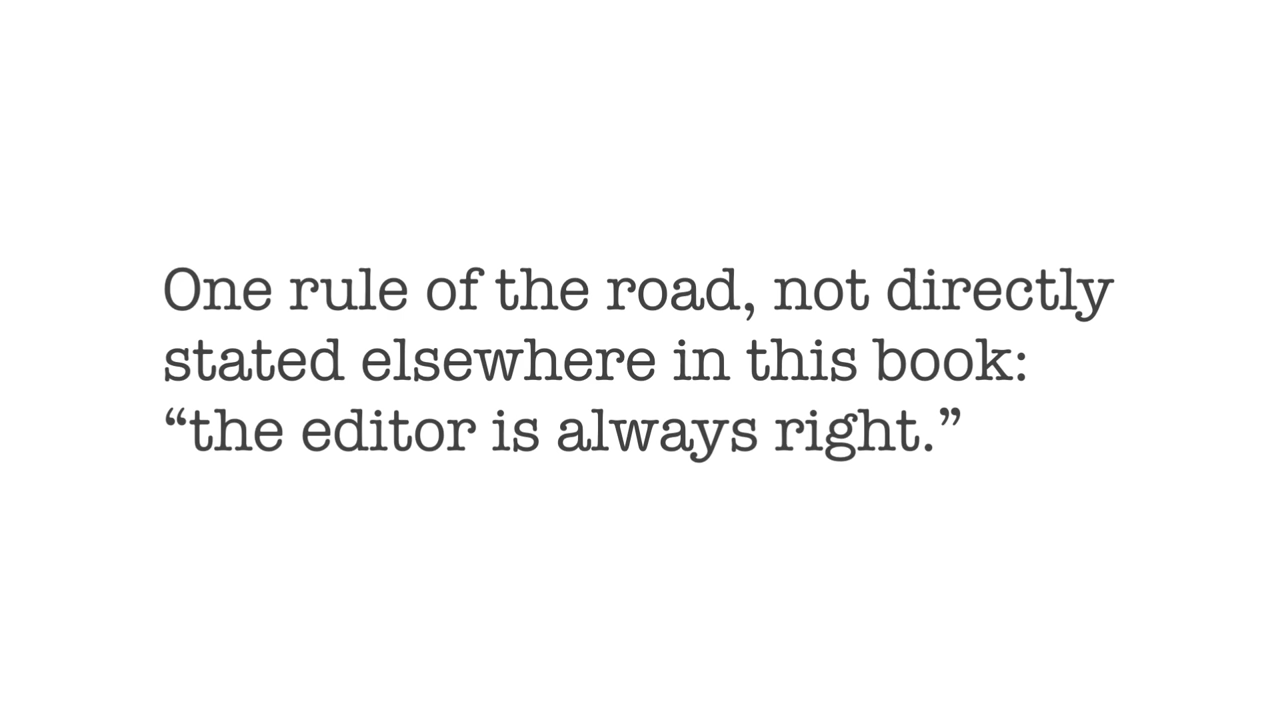 One rule of the road, not directly
stated elsewhere in this book:
“the editor is always right.”